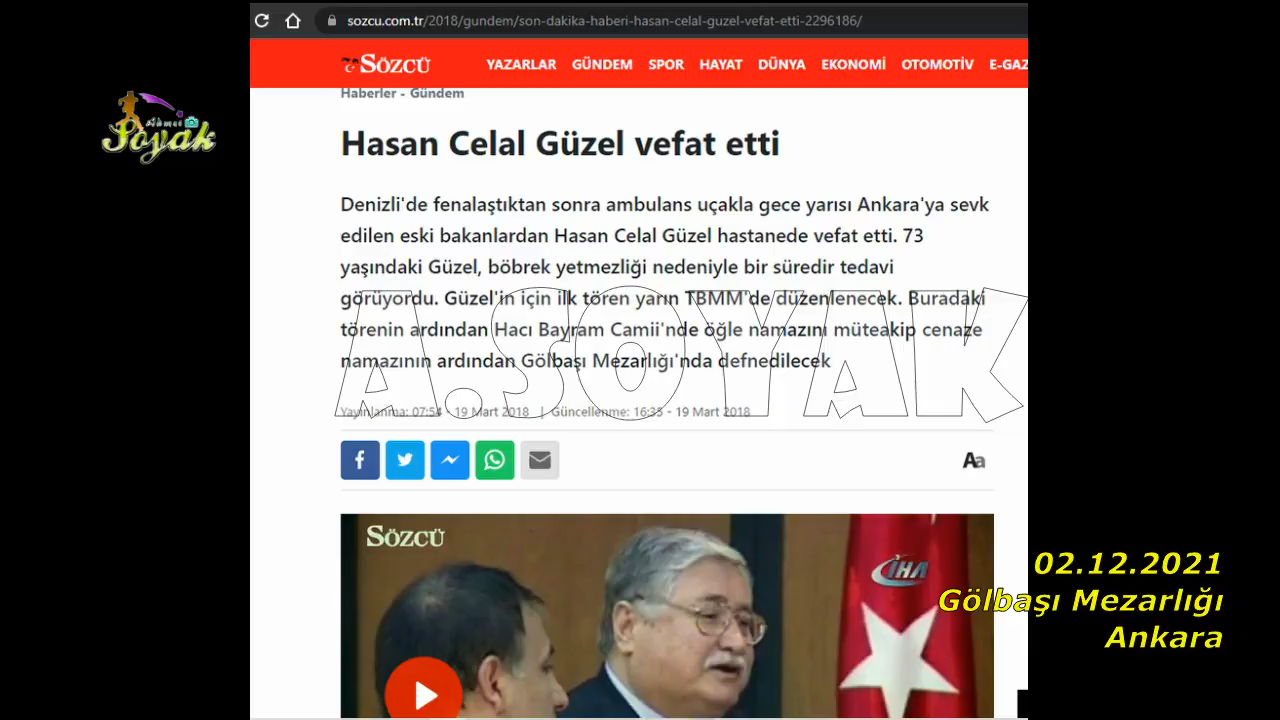 sozcu.com.tr/2018/gundem/son-dakika-haberi-hasan-celal-guzel-vefat-etti-2296186/
SÖZCÜ YAZARLAR GÜNDEM SPOR HAYAT DÜNYA EKONOMİ OTOMOTİV E-GAZ
Haberler - Gündem
Ahmet
Soyak
Hasan Celal Güzel vefat etti
Denizli'de fenalaştıktan sonra ambulans uçakla gece yarısı Ankara'ya sevk
edilen eski bakanlardan Hasan Celal Güzel hastanede vefat etti. 73
yaşındaki Güzel, böbrek yetmezliği nedeniyle bir süredir tedavi
görüyordu. Güzel'in için ilk tören yarın TBMM'de düzenlenecek. Buradaki
törenin ardından Hacı Bayram Camii'nde öğle namazını müteakip cenaze
namazının ardından Gölbaşı Mezarlığı'nda defnedilecek
A.SOYAK
Yayınlanma: 07:54 - 19 Mart 2018 | Güncellenme: 16:35 - 19 Mart 2018
Aa
SÖZCÜ
İHA
02.12.2021
Gölbaşı Mezarlığı
Ankara